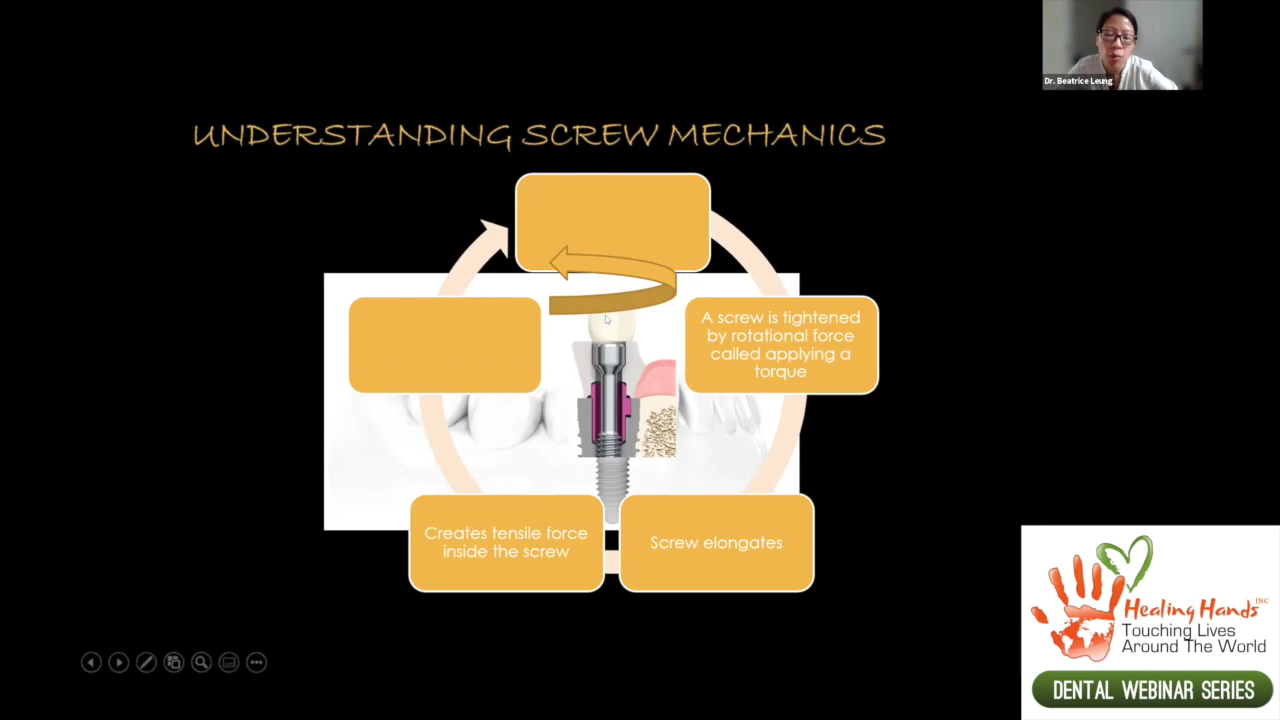 Dr. Beatrice Leung
UNDERSTANDING SCREW MECHANICS
A screw is tightened
by rotational force
called applying a
torque
Screw elongates
Creates tensile force
inside the screw
Healing Hands INC
Touching Lives
Around The World
DENTAL WEBINAR SERIES